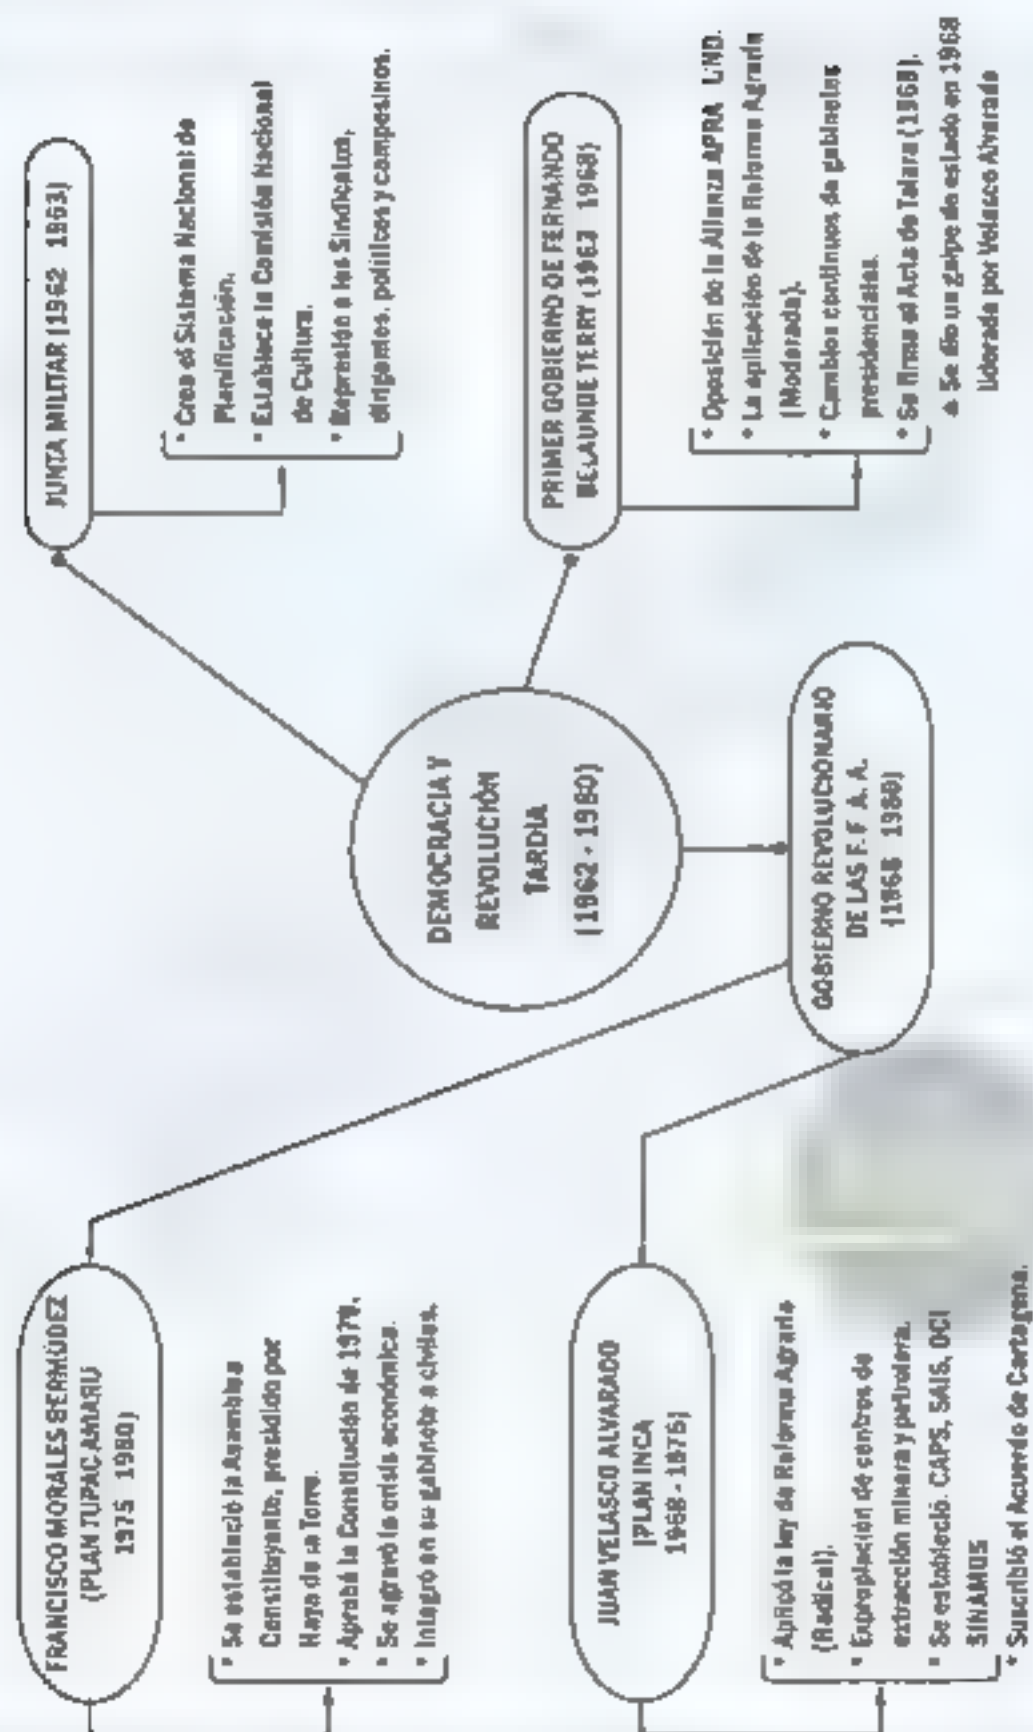 DEMOCRACIA Y
REVOLUCIÓN
TARDIA
(1962 - 1980)
JUNTA MILITAR (1962 1963)
* Crea el Sistema Nacional de
Planificación.
* Establece la Comisión Nacional
de Cultura.
* Represión a los Sindicatos,
dirigentes, políticos y campesinos.
PRIMER GOBIERNO DE FERNANDO
BELAUNDE TERRY (1963 1968)
* Oposición de la Alianza APRA UNO.
* La aplicación de la Reforma Agraria
(Moderada).
* Cambios continuos de gabinetes
presidenciales.
* Se firma el Acta de Talara (1968).
Se dio un golpe de estado en 1968
liderada por Velasco Alvarado
GOBIERNO REVOLUCIONARIO
DE LAS F.F A. A.
(1968 1980)
FRANCISCO MORALES BERMÚDEZ
(PLAN TUPAC AMARU
1975 1980)
* Se estableció la Asamblea
Constituyente, presidido por
Haya de la Torre.
* Aprobó la Constitución de 1979.
* Se agravó la crisis económica.
* Integró en su gabinete a civiles.
JUAN VELASCO ALVARADO
(PLAN INCA
1968 - 1975)
* Aplicó la ley de Reforma Agraria
(Radical).
* Expropiación de centros de
extracción minera y petrolera.
* Se estableció. CAPS, SAIS, OCI
SINAMOS
* Suscribió al Acuerdo de Cartagena.